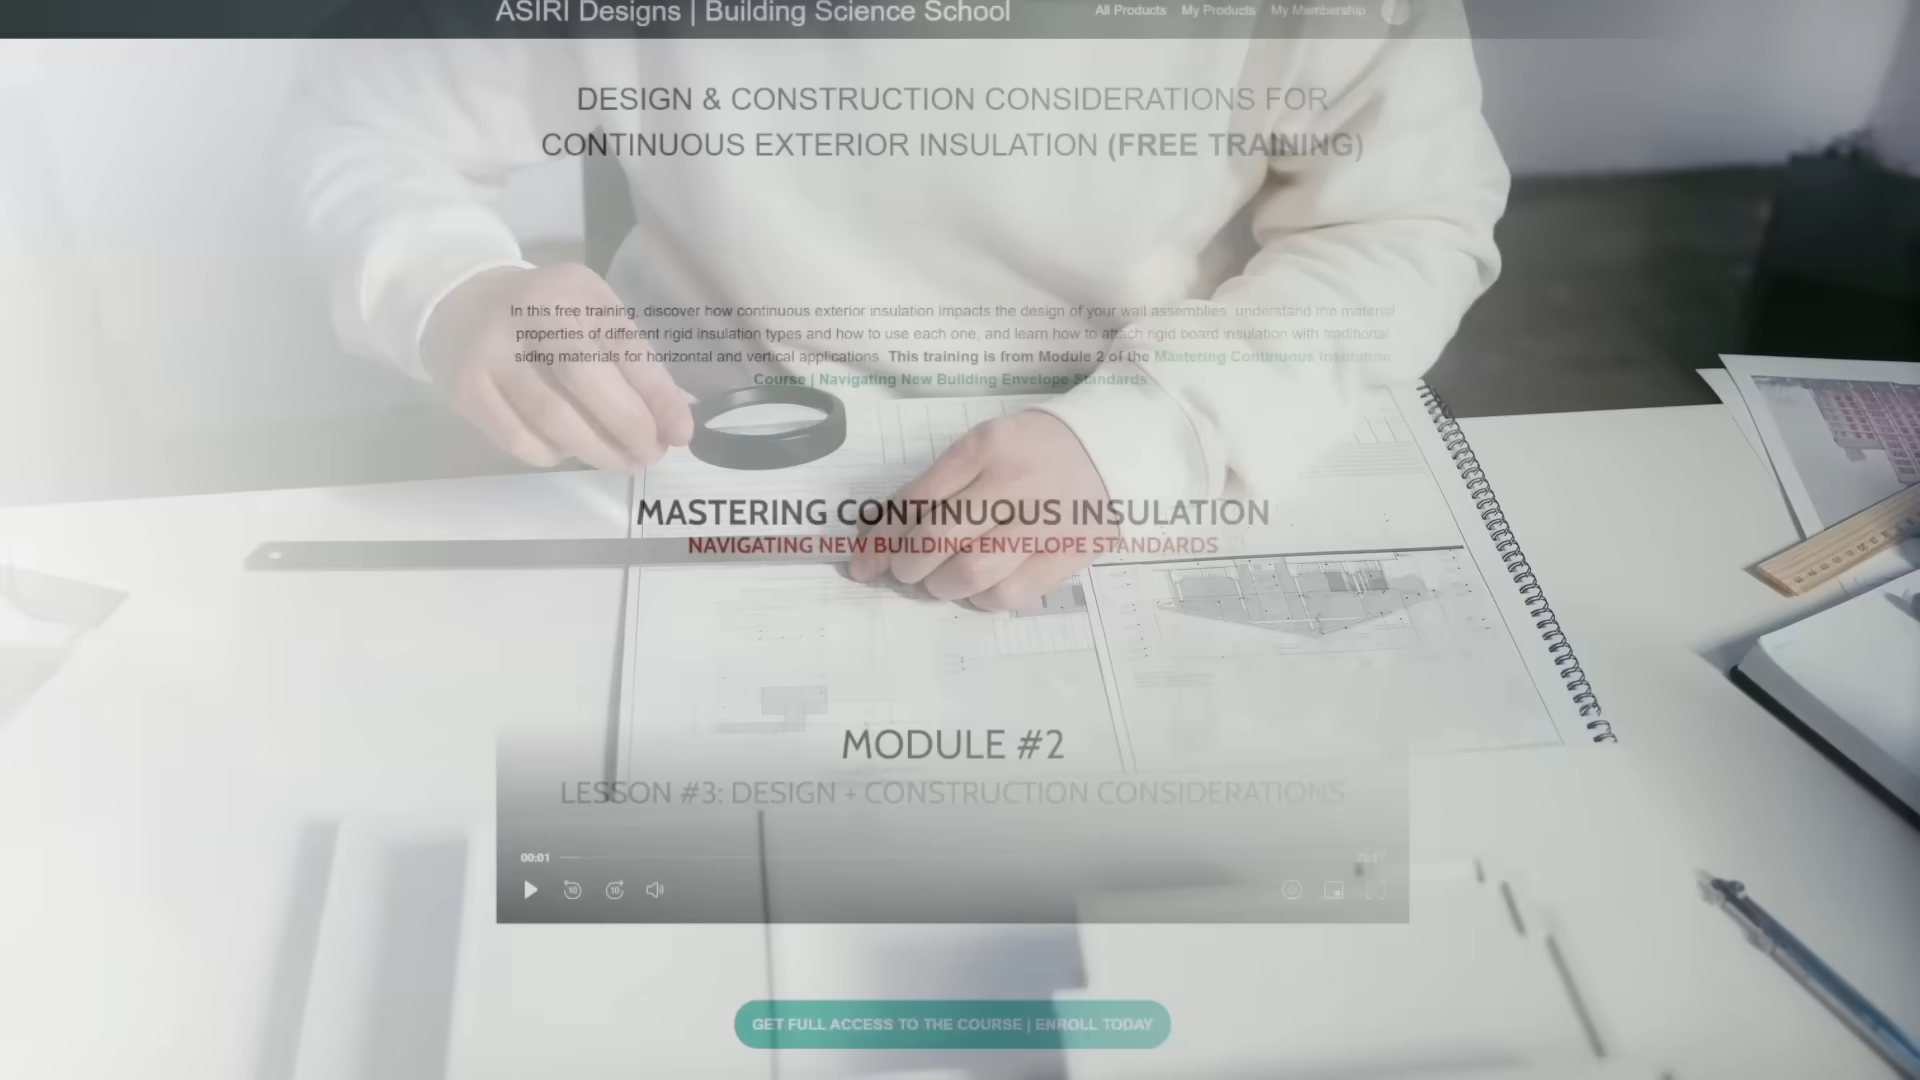 ASIRI Designs | Building Science School
All Products My Products My Membership
DESIGN & CONSTRUCTION CONSIDERATIONS FOR
CONTINUOUS EXTERIOR INSULATION (FREE TRAINING)
In this free training, discover how continuous exterior insulation impacts the design of your wall assemblies, understand the material
properties of different rigid insulation types and how to use each one, and learn how to attach rigid board insulation with traditional
siding materials for horizontal and vertical applications. This training is from Module 2 of the Mastering Continuous Insulation
Course | Navigating New Building Envelope Standards
MASTERING CONTINUOUS INSULATION
NAVIGATING NEW BUILDING ENVELOPE STANDARDS
MODULE #2
LESSON #3: DESIGN + CONSTRUCTION CONSIDERATIONS
00:01
10 10
GET FULL ACCESS TO THE COURSE | ENROLL TODAY